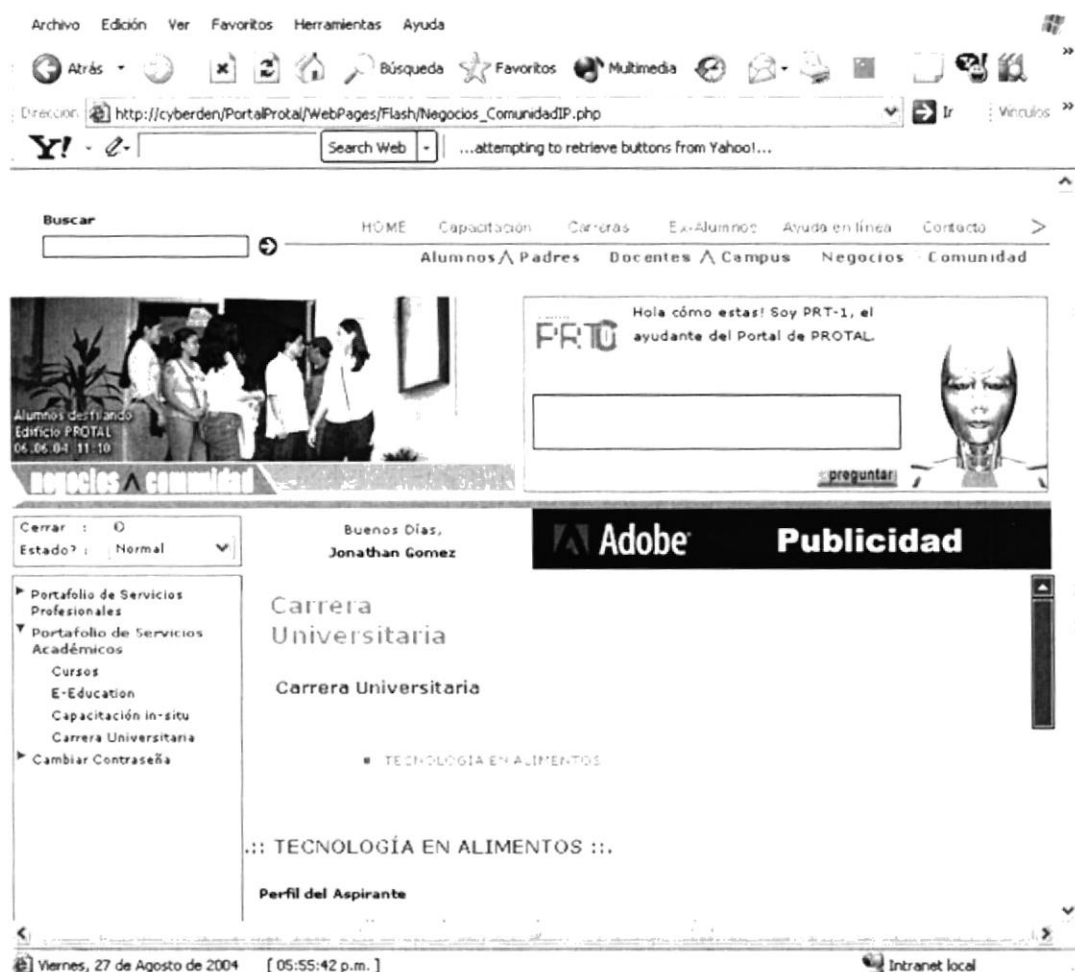 Archivo Edición Ver Favoritos Herramientas Ayuda
Atrás Búsqueda Favoritos Multimedia
Dirección http://cyberden/PortalProtal/WebPages/Flash/Negocios_ComunidadIP.php Ir Vínculos »
Y! Search Web ...attempting to retrieve buttons from Yahoo!...
Buscar
HOME Capacitación Carreras Ex-Alumnos Ayuda en línea Contacto >
Alumnos Λ Padres Docentes Λ Campus Negocios Comunidad
Alumnos desfilando
Edificio PROTAL
06.06.04 11:10
negocios Λ comunidad
PRT
Hola cómo estas! Soy PRT-1, el
ayudante del Portal de PROTAL.
preguntar
Cerrar :
Estado? : Normal
Buenos Días,
Jonathan Gomez
Adobe Publicidad
Portafolio de Servicios
Profesionales
Portafolio de Servicios
Académicos
Cursos
E-Education
Capacitación in-situ
Carrera Universitaria
Cambiar Contraseña
Carrera
Universitaria
Carrera Universitaria
TECNOLOGÍA EN ALIMENTOS
.:: TECNOLOGÍA EN ALIMENTOS ::.
Perfil del Aspirante
Viernes, 27 de Agosto de 2004 [ 05:55:42 p.m. ] Intranet local